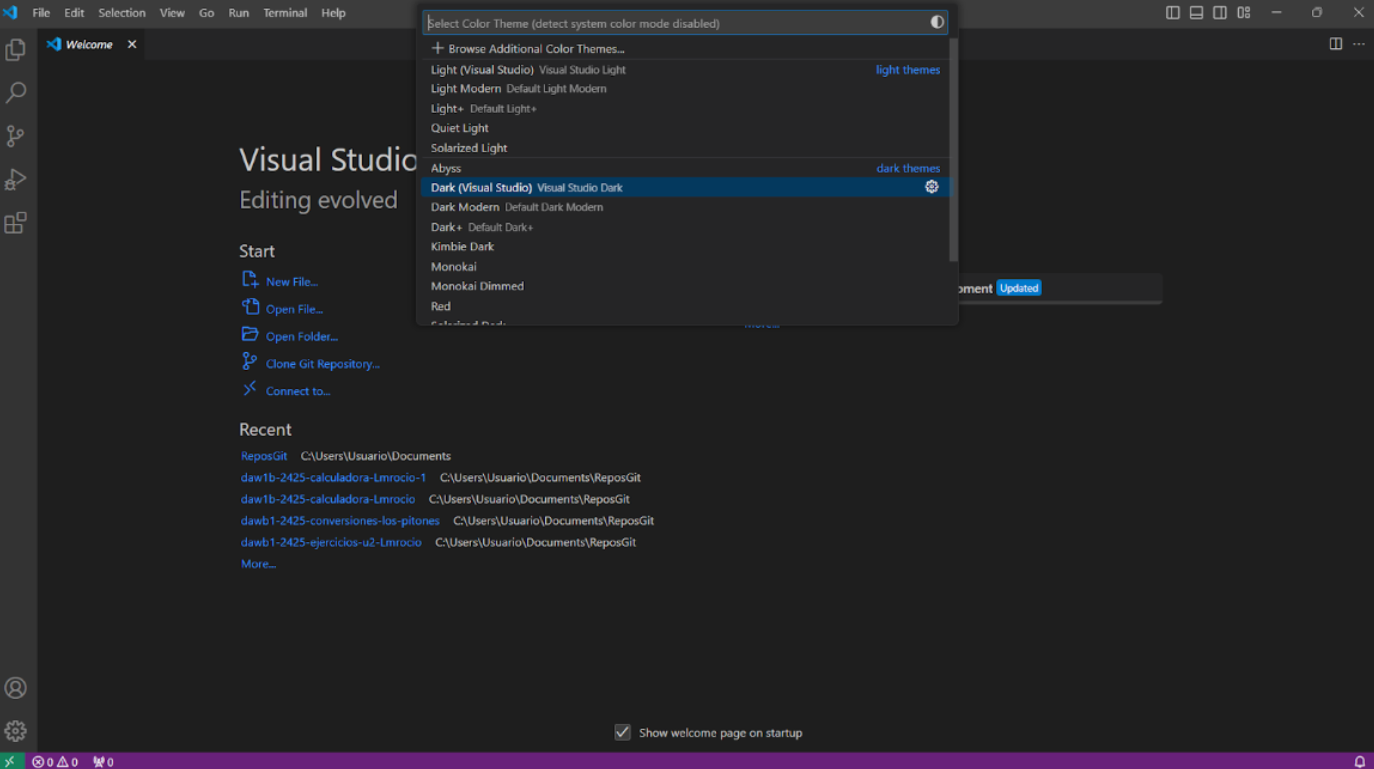 File Edit Selection View Go Run Terminal Help
Welcome
Select Color Theme (detect system color mode disabled)
Browse Additional Color Themes...
Light (Visual Studio) Visual Studio Light light themes
Light Modern Default Light Modern
Light+ Default Light+
Quiet Light
Solarized Light
Abyss dark themes
Dark (Visual Studio) Visual Studio Dark
Dark Modern Default Dark Modern
Dark+ Default Dark+
Kimbie Dark
Monokai
Monokai Dimmed
Red
Solarized Dark
Visual Studio
Editing evolved
Start
New File...
Open File...
Open Folder...
Clone Git Repository...
Connect to...
Recent
ReposGit C:\Users\Usuario\Documents
daw1b-2425-calculadora-Lmrocio-1 C:\Users\Usuario\Documents\ReposGit
daw1b-2425-calculadora-Lmrocio C:\Users\Usuario\Documents\ReposGit
dawb1-2425-conversiones-los-pitones C:\Users\Usuario\Documents\ReposGit
dawb1-2425-ejercicios-u2-Lmrocio C:\Users\Usuario\Documents\ReposGit
More...
pment Updated
More...
Show welcome page on startup
0 0 0